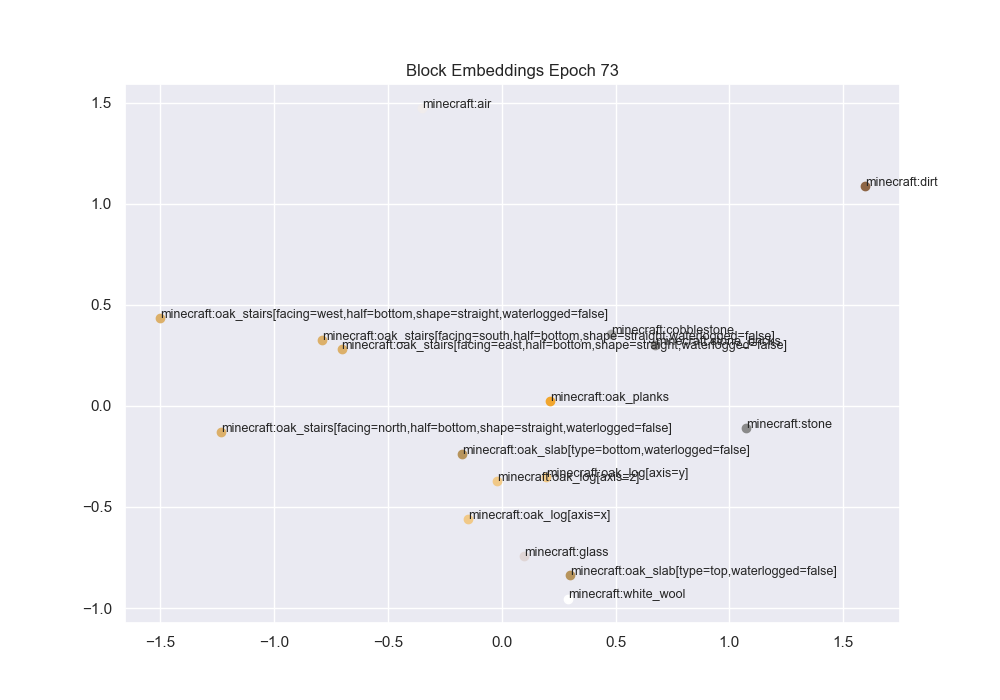 Block Embeddings Epoch 73
1.5
minecraft:air
minecraft:dirt
1.0
0.5
minecraft:oak_stairs[facing=west,half=bottom,shape=straight,waterlogged=false]
minecraft:cobblestone
minecraft:oak_stairs[facing=south,half=bottom,shape=straight,waterlogged=false]
minecraft:stone_bricks
minecraft:oak_stairs[facing=east,half=bottom,shape=straight,waterlogged=false]
0.0
minecraft:oak_planks
minecraft:stone
minecraft:oak_stairs[facing=north,half=bottom,shape=straight,waterlogged=false]
minecraft:oak_slab[type=bottom,waterlogged=false]
minecraft:oak_log[axis=y]
minecraft:oak_log[axis=z]
−0.5
minecraft:oak_log[axis=x]
minecraft:glass
minecraft:oak_slab[type=top,waterlogged=false]
minecraft:white_wool
−1.0
−1.5 −1.0 −0.5 0.0 0.5 1.0 1.5